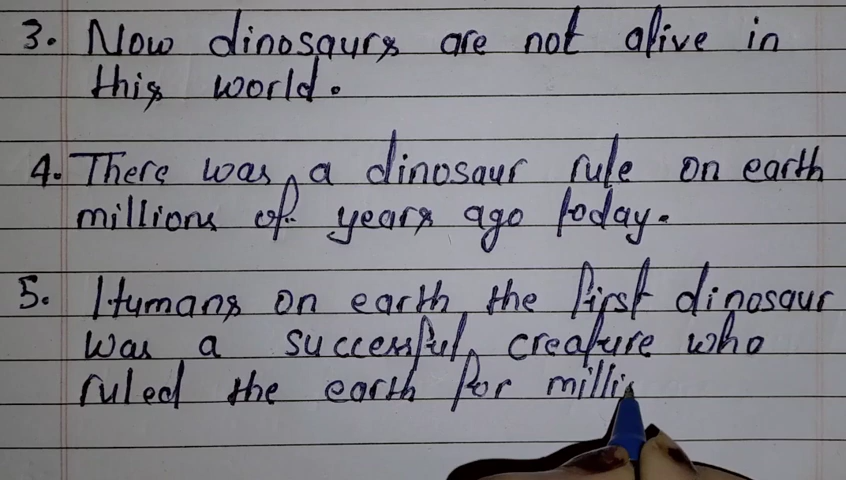 3. Now dinosaurs are not alive in
this world.
4. There was a dinosaur rule on earth
millions of years ago today.
5. Humans on earth the first dinosaur
was a successful creature who
ruled the earth for milli